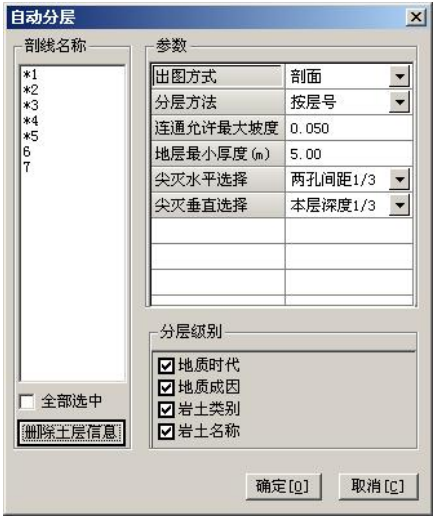 自动分层
剖线名称
*1
*2
*3
*4
*5
6
7
全部选中
删除土层信息
参数
出图方式 剖面
分层方法 按层号
连通允许最大坡度 0.050
地层最小厚度(m) 5.00
尖灭水平选择 两孔间距1/3
尖灭垂直选择 本层深度1/3
分层级别
地质时代
地质成因
岩土类别
岩土名称
确定[O] 取消[C]